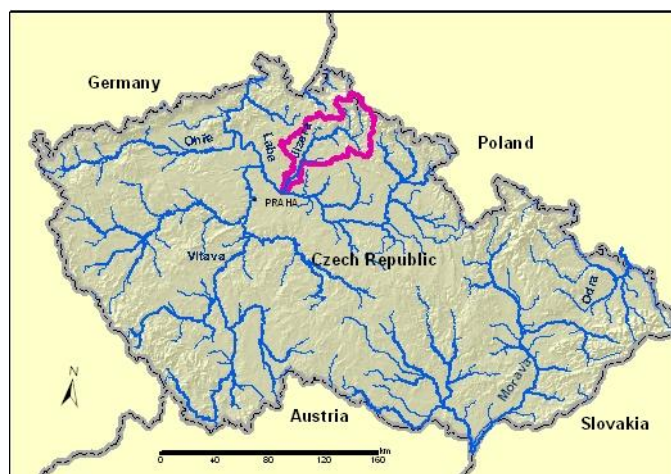 Germany
Poland
Ohře
Labe
Jizera
PRAHA
Vltava
Czech Republic
Odra
Morava
N
Austria
Slovakia
0 20 40 80 120 160
km